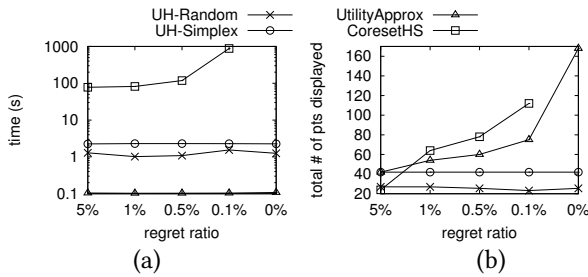 UH-Random
UH-Simplex
UtilityApprox
CoresetHS
time (s)
1000
100
10
1
0.1
5% 1% 0.5% 0.1% 0%
regret ratio
(a)
total # of pts displayed
160
140
120
100
80
60
40
20
5% 1% 0.5% 0.1% 0%
regret ratio
(b)